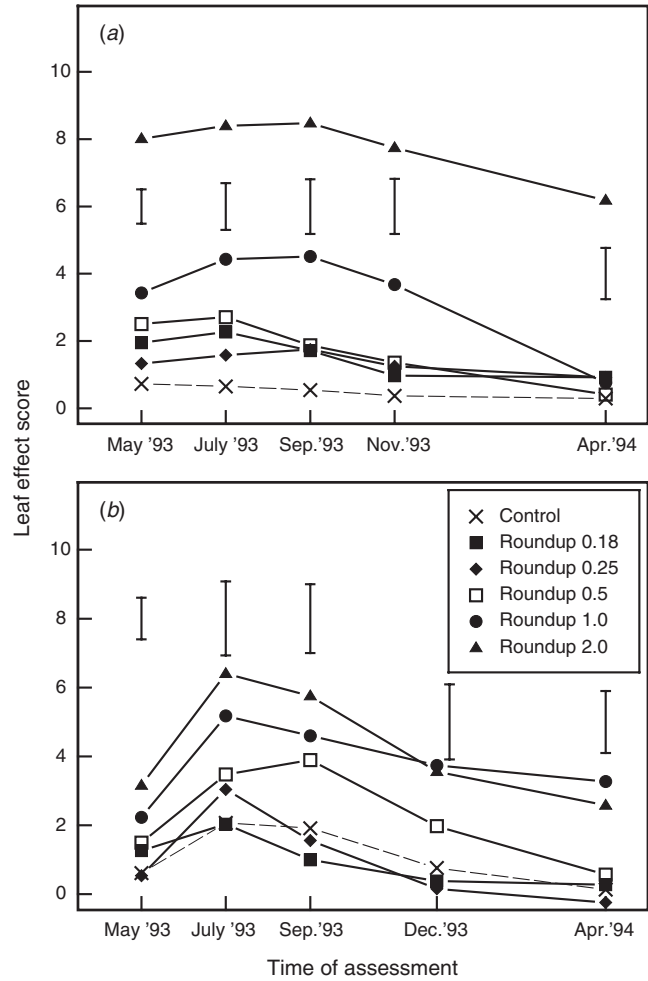 (a)
10
8
6
4
2
0
May '93 July '93 Sep.'93 Nov.'93 Apr.'94
Leaf effect score
(b)
10
8
6
4
2
0
Control
Roundup 0.18
Roundup 0.25
Roundup 0.5
Roundup 1.0
Roundup 2.0
May '93 July '93 Sep.'93 Dec.'93 Apr.'94
Time of assessment